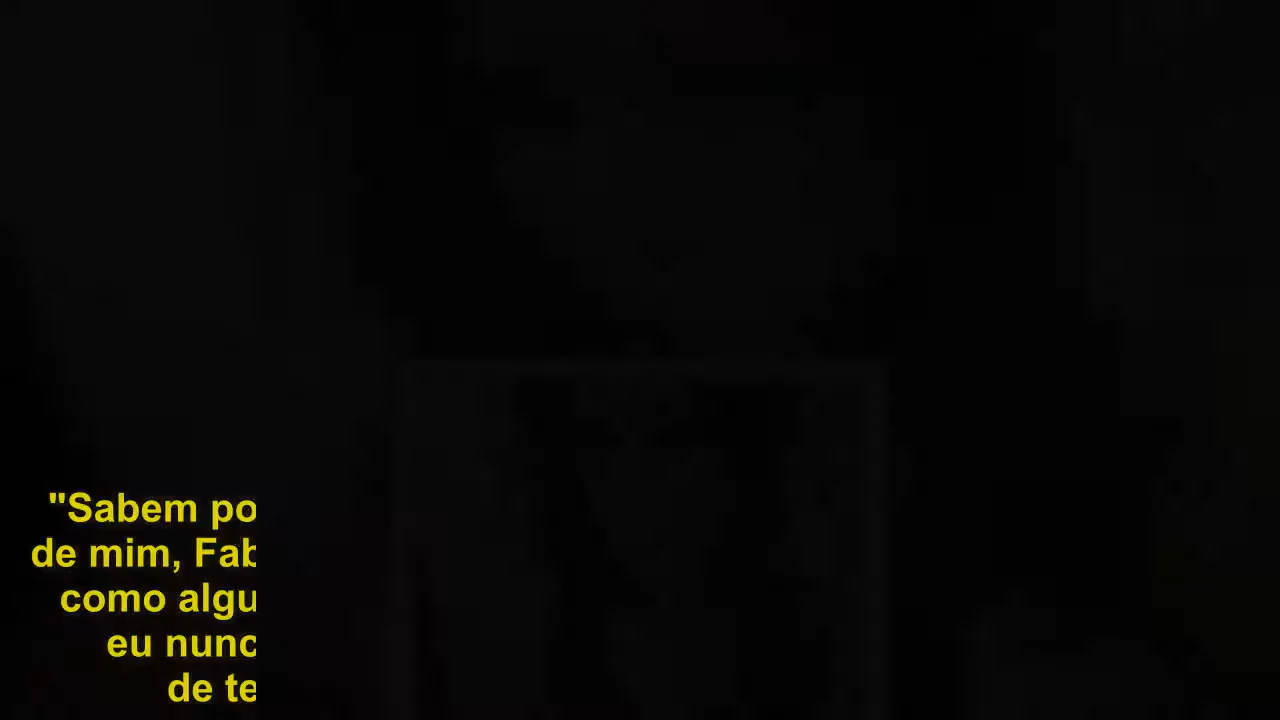 "Sabem po
de mim, Fab
como algu
eu nunc
de te